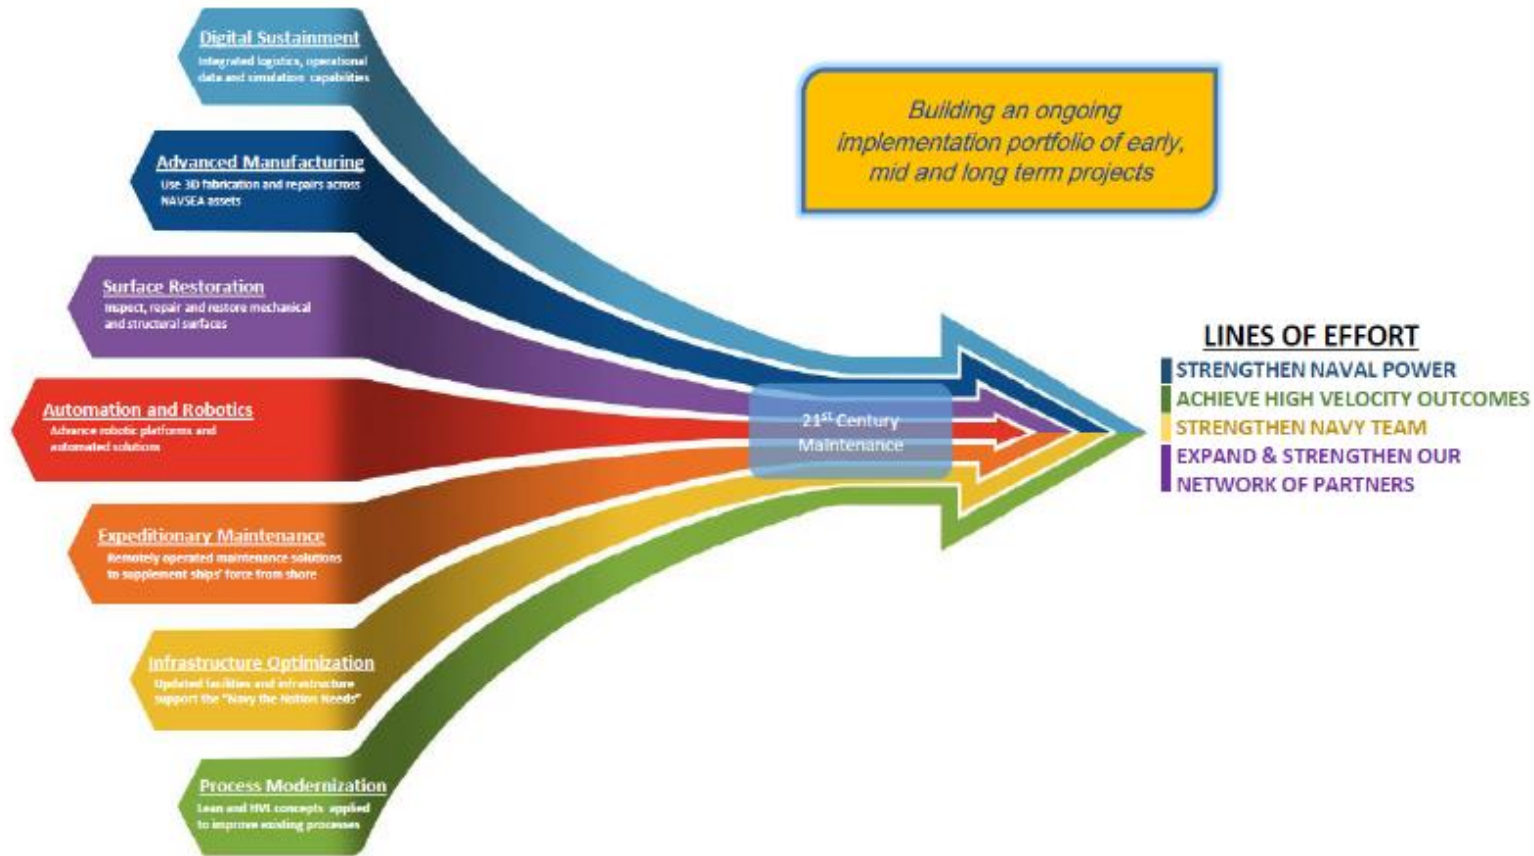 Digital Sustainment
Integrated logistics, operational
data and simulation capabilities
Advanced Manufacturing
Use 3D fabrication and repairs across
NAVSEA assets
Surface Restoration
Inspect, repair and restore mechanical
and structural surfaces
Automation and Robotics
Advance robotic platforms and
automated solutions
Expeditionary Maintenance
Remotely operated maintenance solutions
to supplement ships' force from shore
Infrastructure Optimization
Updated facilities and infrastructure
support the "Navy the Nation Needs"
Process Modernization
Lean and HVL concepts applied
to improve existing processes
21st Century
Maintenance
Building an ongoing
implementation portfolio of early,
mid and long term projects
LINES OF EFFORT
STRENGTHEN NAVAL POWER
ACHIEVE HIGH VELOCITY OUTCOMES
STRENGTHEN NAVY TEAM
EXPAND & STRENGTHEN OUR
NETWORK OF PARTNERS